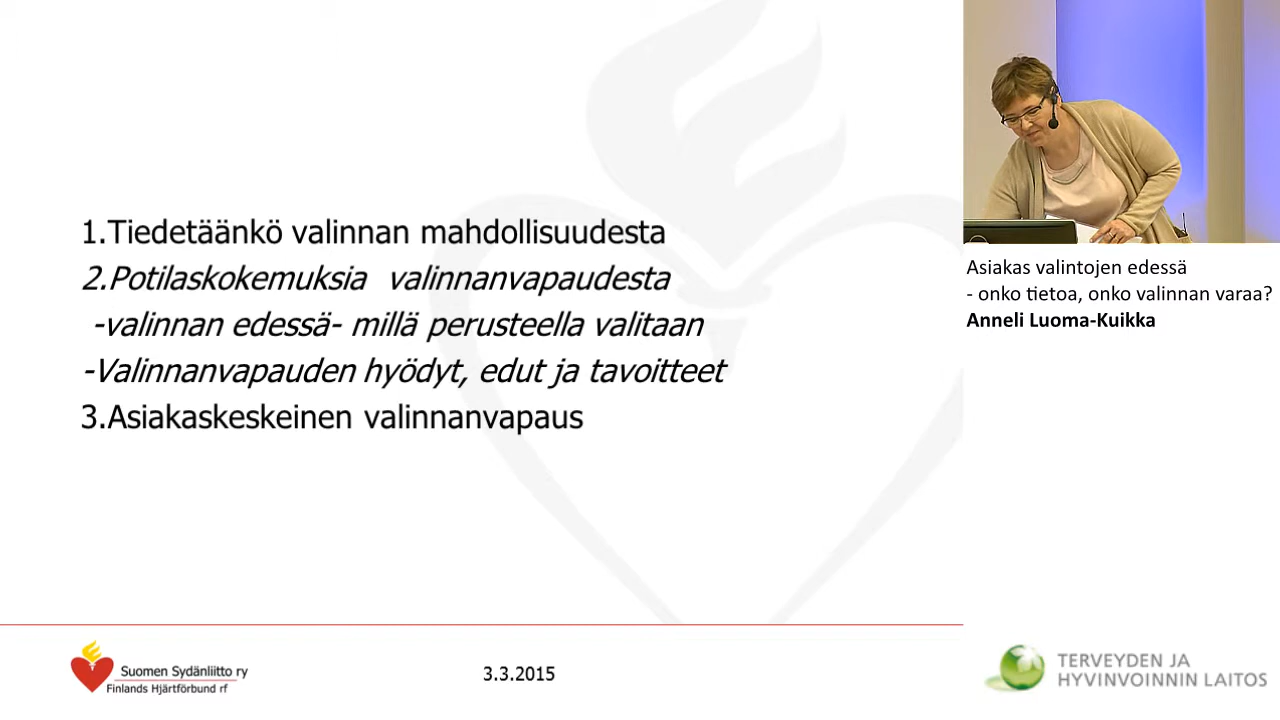 1.Tiedetäänkö valinnan mahdollisuudesta
2.Potilaskokemuksia valinnanvapaudesta
-valinnan edessä- millä perusteella valitaan
-Valinnanvapauden hyödyt, edut ja tavoitteet
3.Asiakaskeskeinen valinnanvapaus
Asiakas valintojen edessä
- onko tietoa, onko valinnan varaa?
Anneli Luoma-Kuikka
Suomen Sydänliitto ry
Finlands Hjärtförbund rf
3.3.2015
TERVEYDEN JA
HYVINVOINNIN LAITOS